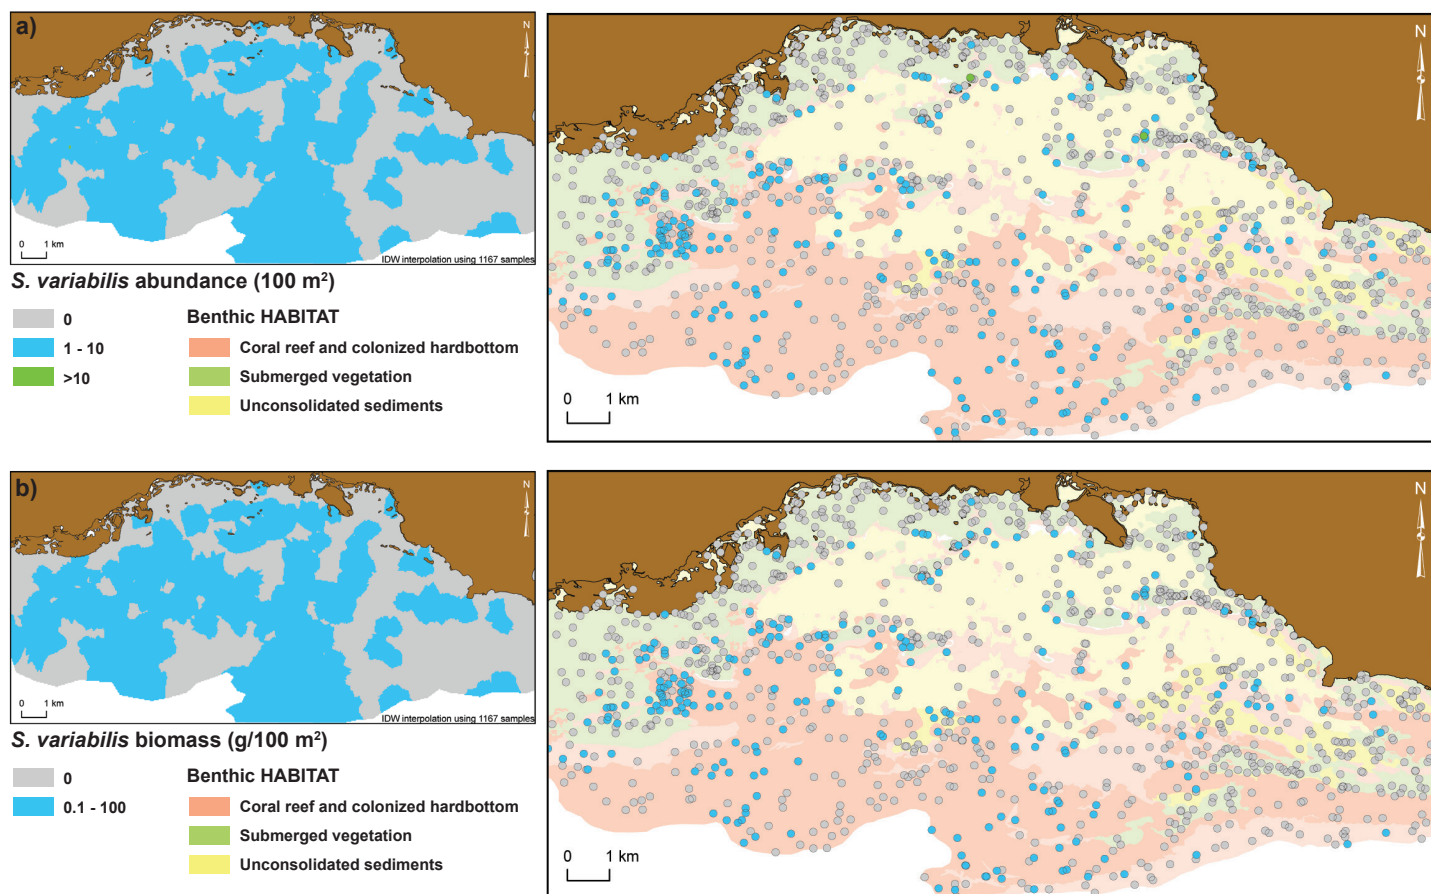 a)
N
0 1 km
IDW interpolation using 1167 samples
S. variabilis abundance (100 m²)
0
1 - 10
>10
Benthic HABITAT
Coral reef and colonized hardbottom
Submerged vegetation
Unconsolidated sediments
N
0 1 km
b)
N
0 1 km
IDW interpolation using 1167 samples
S. variabilis biomass (g/100 m²)
0
0.1 - 100
Benthic HABITAT
Coral reef and colonized hardbottom
Submerged vegetation
Unconsolidated sediments
N
0 1 km